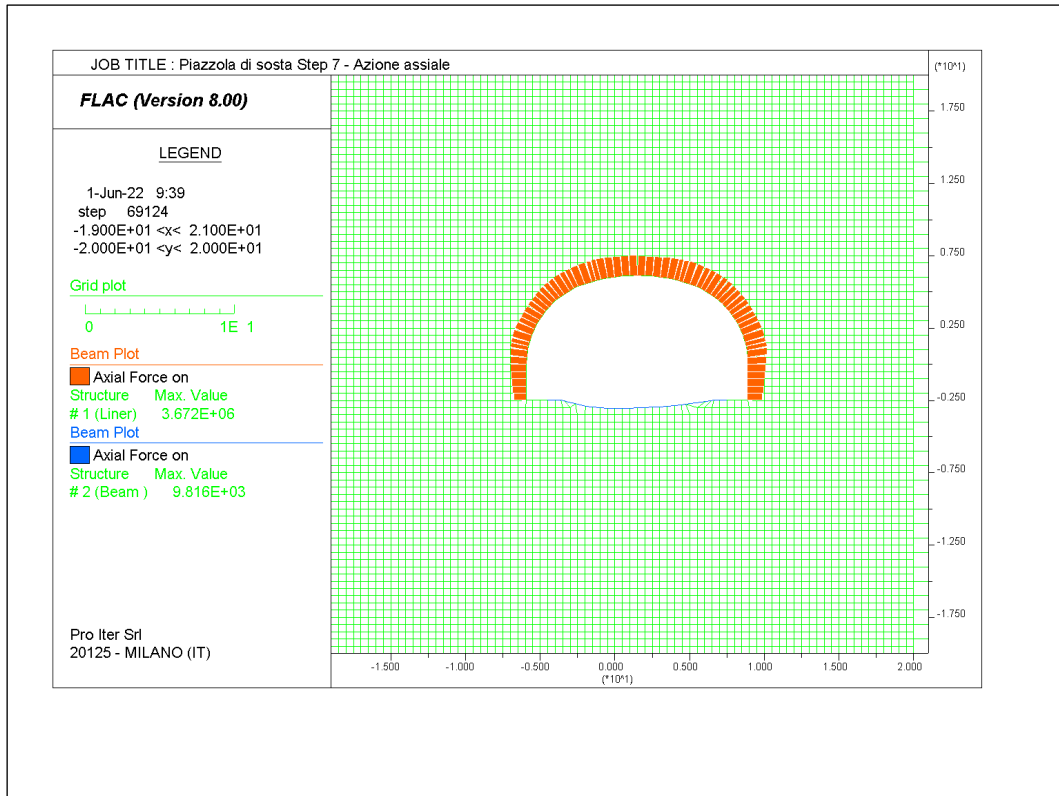 JOB TITLE : Piazzola di sosta Step 7 - Azione assiale
(*10^1)
FLAC (Version 8.00)
LEGEND
1-Jun-22 9:39
step 69124
-1.900E+01 <x< 2.100E+01
-2.000E+01 <y< 2.000E+01
Grid plot
0 1E 1
Beam Plot
Axial Force on
Structure Max. Value
# 1 (Liner) 3.672E+06
Beam Plot
Axial Force on
Structure Max. Value
# 2 (Beam ) 9.816E+03
Pro Iter Srl
20125 - MILANO (IT)
1.750
1.250
0.750
0.250
-0.250
-0.750
-1.250
-1.750
-1.500 -1.000 -0.500 0.000 0.500 1.000 1.500 2.000
(*10^1)